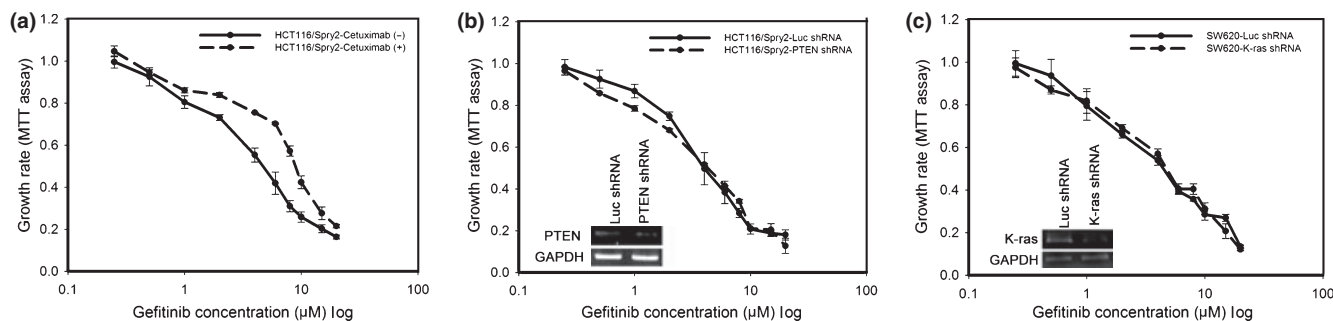 (a)
1.2
1.0
0.8
0.6
0.4
0.2
0.0
0.1
1
10
100
Growth rate (MTT assay)
Gefitinib concentration (µM) log
HCT116/Spry2-Cetuximab (–)
HCT116/Spry2-Cetuximab (+)
(b)
1.2
1.0
0.8
0.6
0.4
0.2
0.0
0.1
1
10
100
Growth rate (MTT assay)
Gefitinib concentration (µM) log
HCT116/Spry2-Luc shRNA
HCT116/Spry2-PTEN shRNA
Luc shRNA
PTEN shRNA
PTEN
GAPDH
(c)
1.2
1.0
0.8
0.6
0.4
0.2
0.0
0.1
1
10
100
Growth rate (MTT assay)
Gefitinib concentration (µM) log
SW620-Luc shRNA
SW620-K-ras shRNA
Luc shRNA
K-ras shRNA
K-ras
GAPDH